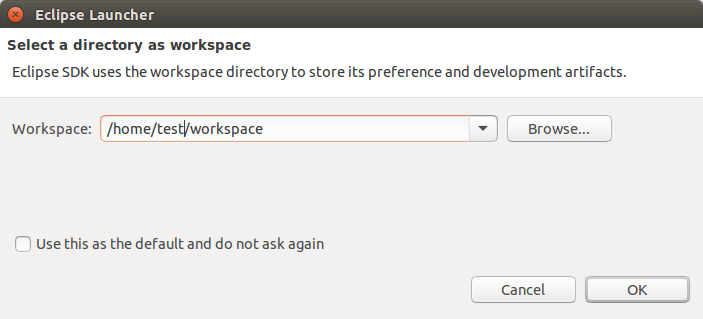 Eclipse Launcher
Select a directory as workspace
Eclipse SDK uses the workspace directory to store its preference and development artifacts.
Workspace: /home/test/workspace Browse...
Use this as the default and do not ask again
Cancel OK